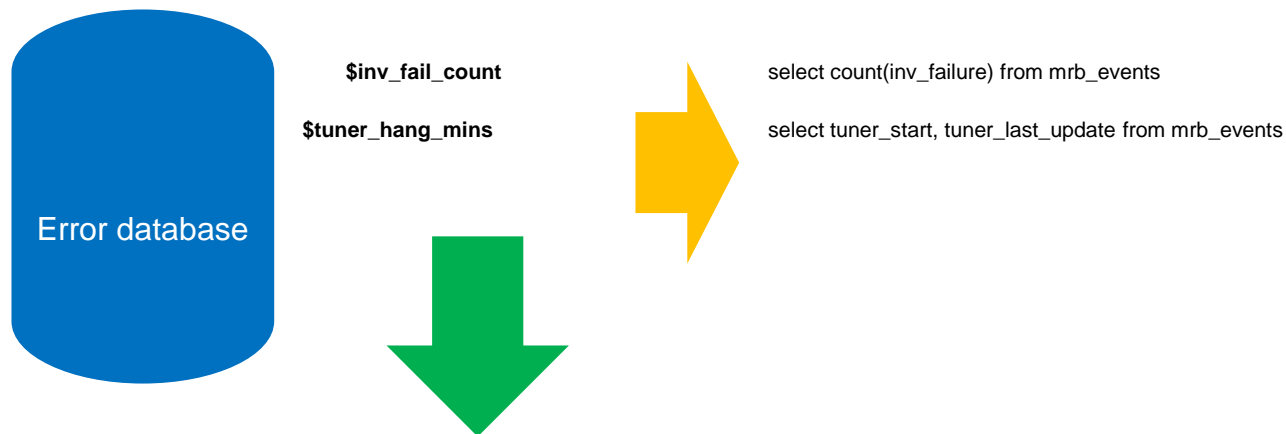 $inv_fail_count
select count(inv_failure) from mrb_events
$tuner_hang_mins
select tuner_start, tuner_last_update from mrb_events
Error database